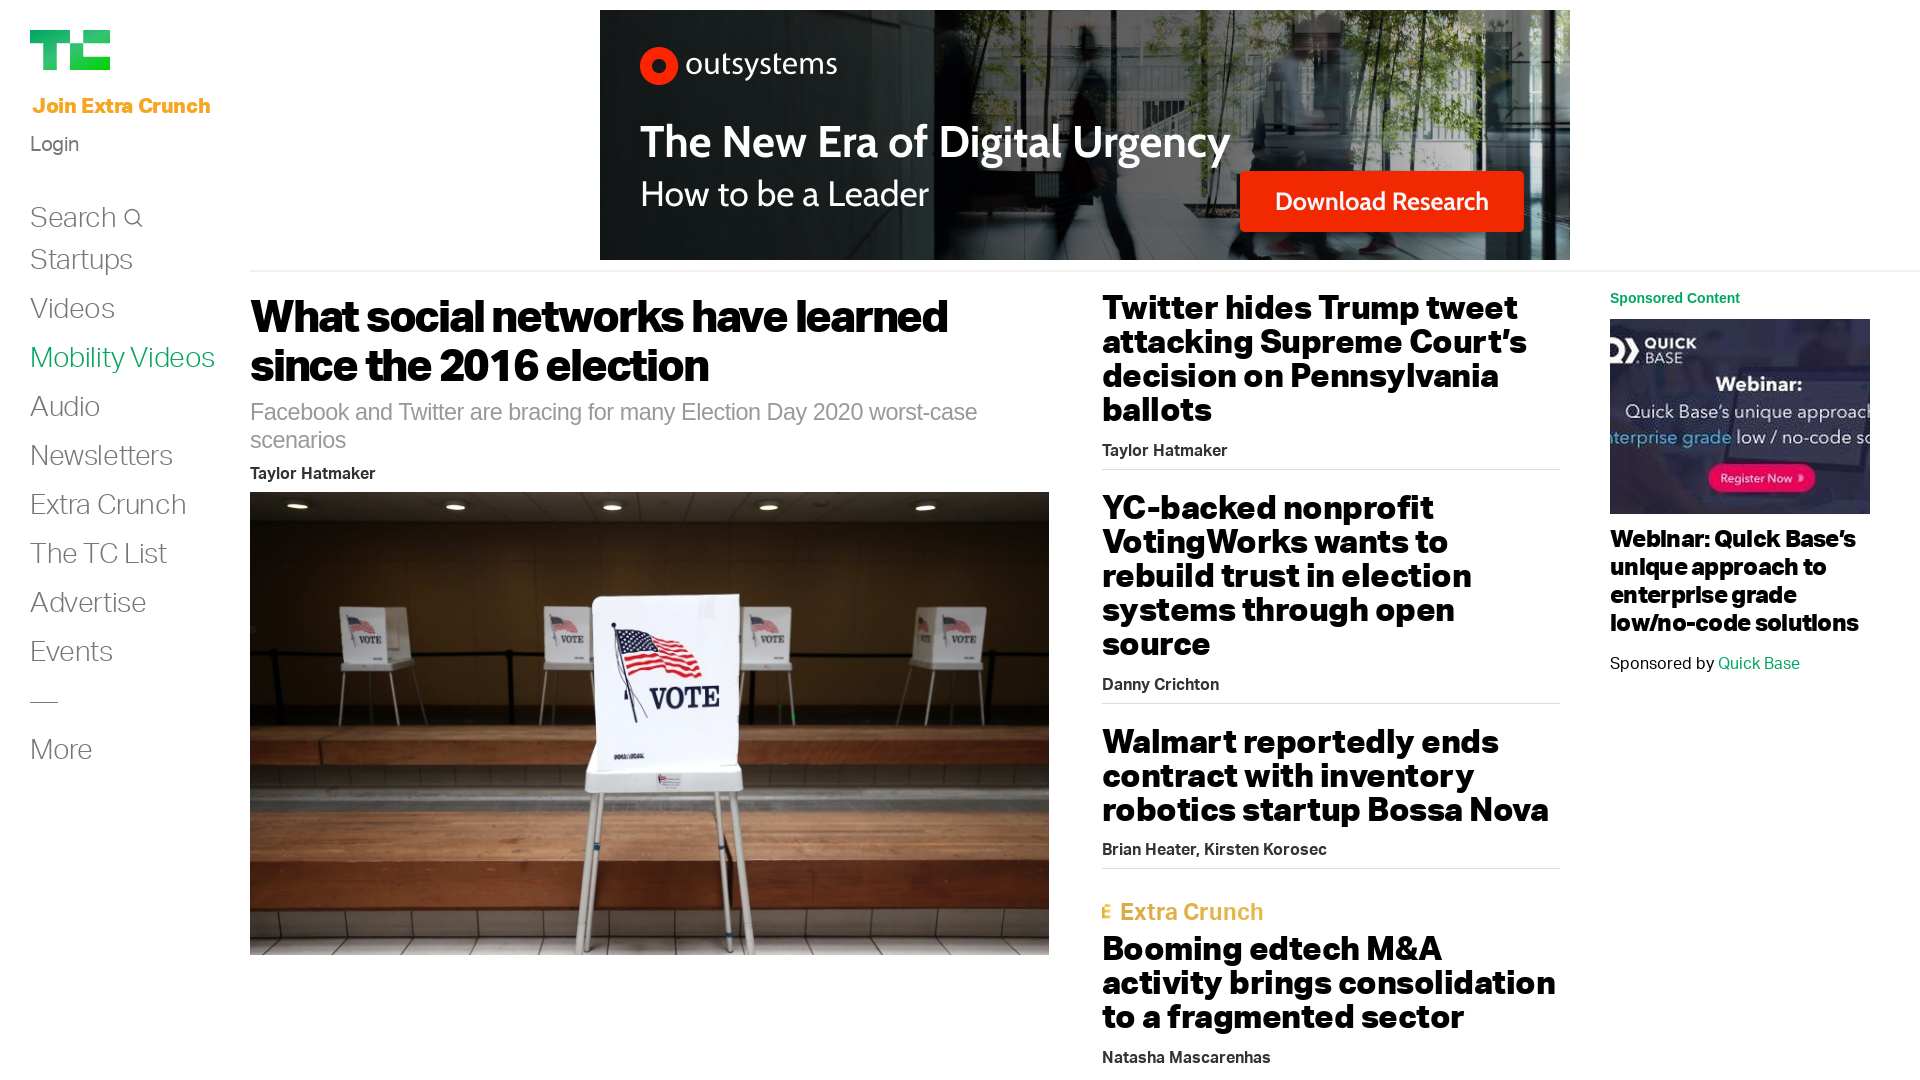 TC
Join Extra Crunch
Login
Search
Startups
Videos
Mobility Videos
Audio
Newsletters
Extra Crunch
The TC List
Advertise
Events
More
outsystems
The New Era of Digital Urgency
How to be a Leader
Download Research
What social networks have learned
since the 2016 election
Facebook and Twitter are bracing for many Election Day 2020 worst-case
scenarios
Taylor Hatmaker
VOTE
VOTE
VOTE
VOTE
VOTE
Twitter hides Trump tweet
attacking Supreme Court’s
decision on Pennsylvania
ballots
Taylor Hatmaker
YC-backed nonprofit
VotingWorks wants to
rebuild trust in election
systems through open
source
Danny Crichton
Walmart reportedly ends
contract with inventory
robotics startup Bossa Nova
Brian Heater, Kirsten Korosec
Extra Crunch
Booming edtech M&A
activity brings consolidation
to a fragmented sector
Natasha Mascarenhas
Sponsored Content
QUICK
BASE
Webinar:
Quick Base’s unique approach
nterprise grade low / no-code so
Register Now
Webinar: Quick Base’s
unique approach to
enterprise grade
low/no-code solutions
Sponsored by Quick Base